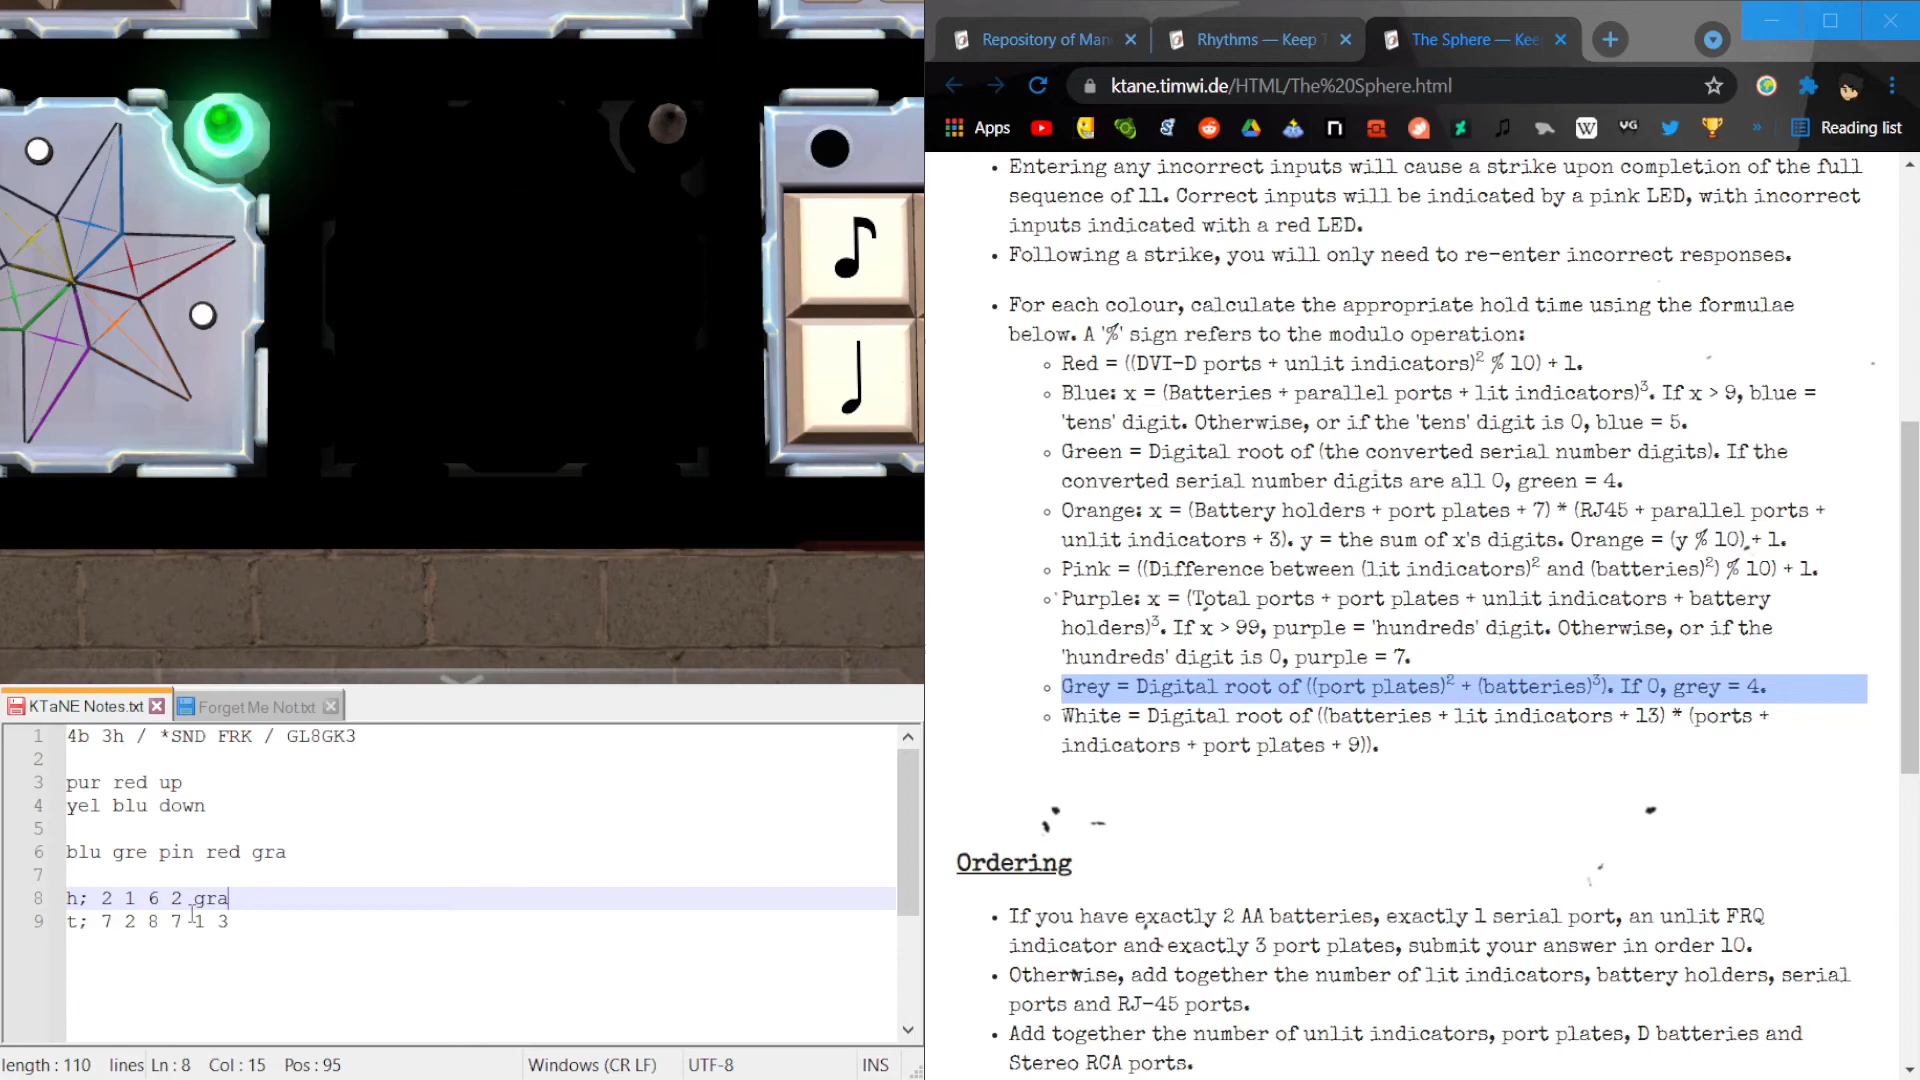 Repository of Man
Rhythms — Keep T
The Sphere — Kee
ktane.timwi.de/HTML/The%20Sphere.html
Apps
Reading list
• Entering any incorrect inputs will cause a strike upon completion of the full
sequence of 11. Correct inputs will be indicated by a pink LED, with incorrect
inputs indicated with a red LED.
• Following a strike, you will only need to re-enter incorrect responses.
• For each colour, calculate the appropriate hold time using the formulae
below. A '%' sign refers to the modulo operation:
Red = ((DVI-D ports + unlit indicators)² % 10) + 1.
Blue: x = (Batteries + parallel ports + lit indicators)³. If x > 9, blue =
'tens' digit. Otherwise, or if the 'tens' digit is 0, blue = 5.
Green = Digital root of (the converted serial number digits). If the
converted serial number digits are all 0, green = 4.
Orange: x = (Battery holders + port plates + 7) * (RJ45 + parallel ports +
unlit indicators + 3). y = the sum of x's digits. Orange = (y % 10) + 1.
Pink = ((Difference between (lit indicators)² and (batteries)²) % 10) + 1.
Purple: x = (Total ports + port plates + unlit indicators + battery
holders)³. If x > 99, purple = 'hundreds' digit. Otherwise, or if the
'hundreds' digit is 0, purple = 7.
Grey = Digital root of ((port plates)² + (batteries)³). If 0, grey = 4.
White = Digital root of ((batteries + lit indicators + 13) * (ports +
indicators + port plates + 9)).
Ordering
• If you have exactly 2 AA batteries, exactly 1 serial port, an unlit FRQ
indicator and exactly 3 port plates, submit your answer in order 10.
• Otherwise, add together the number of lit indicators, battery holders, serial
ports and RJ-45 ports.
• Add together the number of unlit indicators, port plates, D batteries and
Stereo RCA ports.
KTaNE Notes.txt
Forget Me Not.txt
1 4b 3h / *SND FRK / GL8GK3
2
3 pur red up
4 yel blu down
5
6 blu gre pin red gra
7
8 h; 2 1 6 2 gra
9 t; 7 2 8 7 1 3
length : 110 lines Ln : 8 Col : 15 Pos : 95 Windows (CR LF) UTF-8 INS